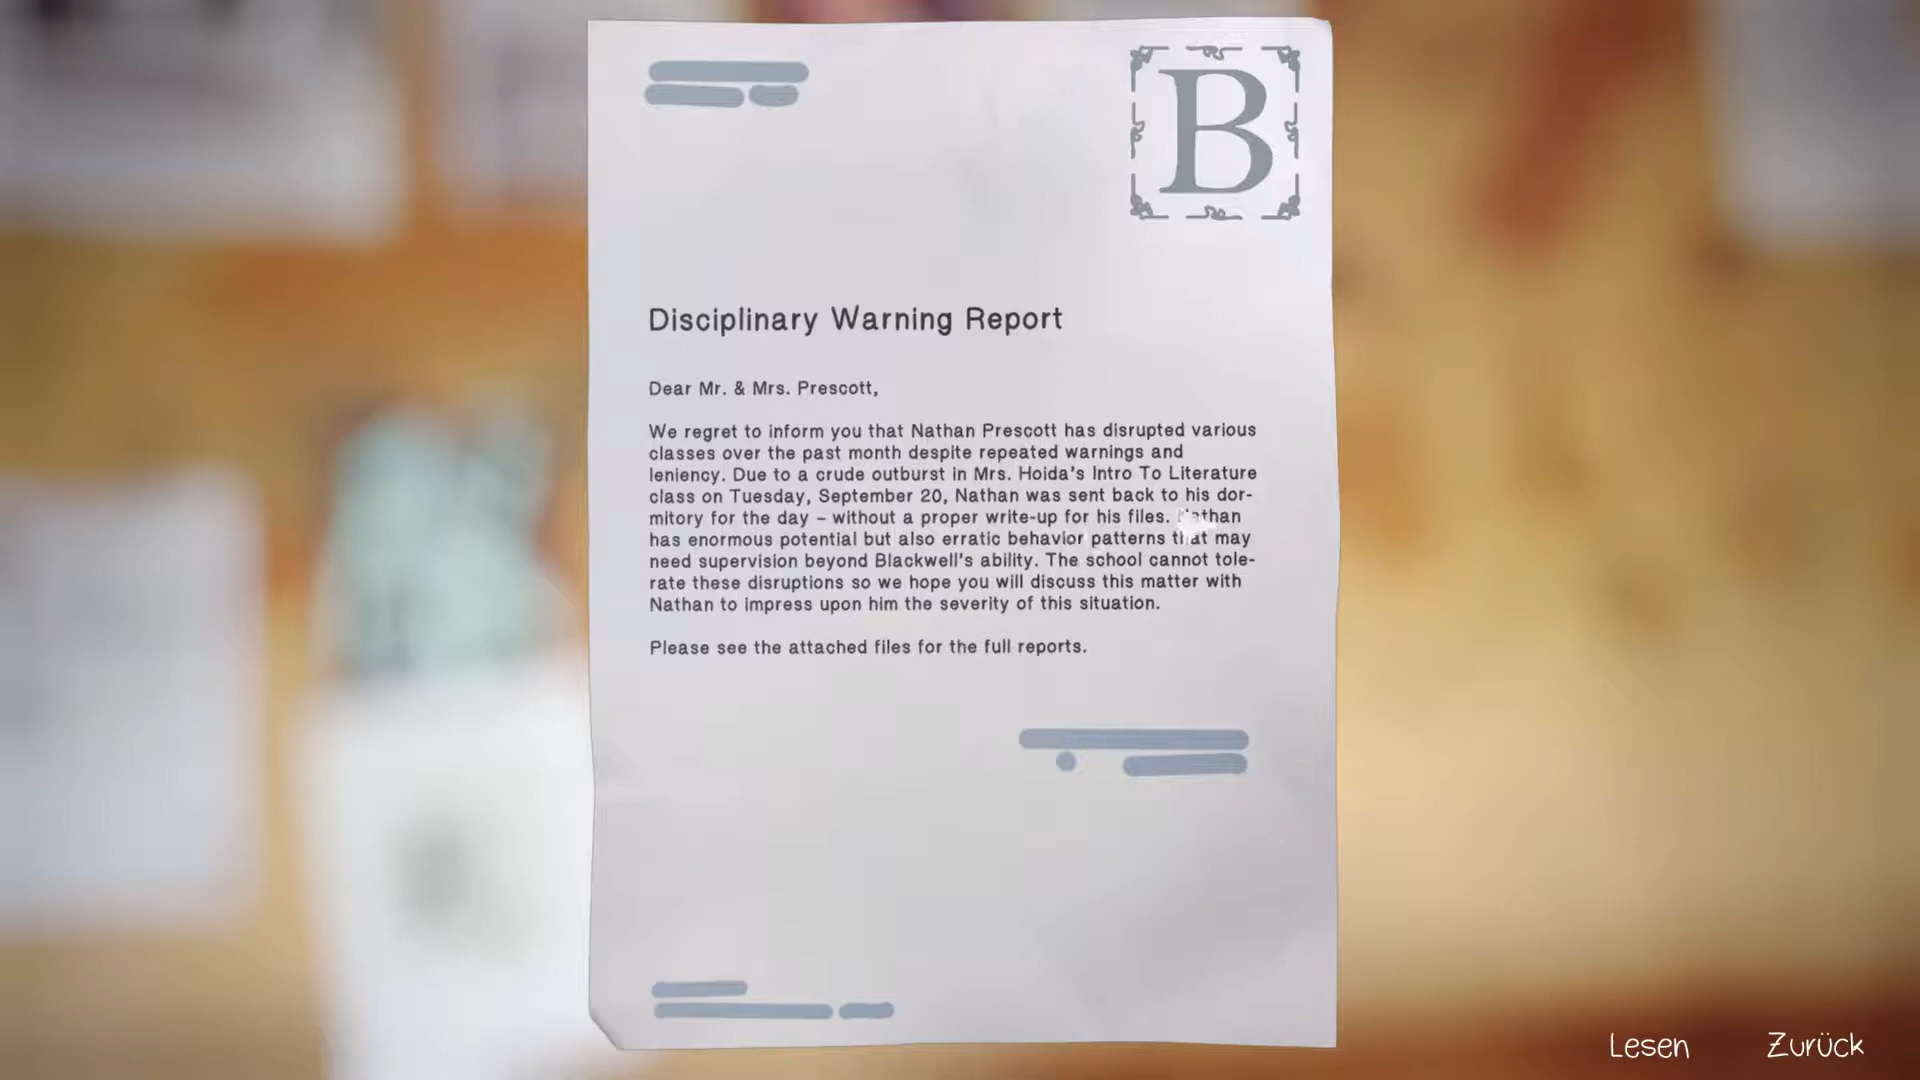 B
Disciplinary Warning Report
Dear Mr. & Mrs. Prescott,
We regret to inform you that Nathan Prescott has disrupted various
classes over the past month despite repeated warnings and
leniency. Due to a crude outburst in Mrs. Hoida's Intro To Literature
class on Tuesday, September 20, Nathan was sent back to his dor-
mitory for the day – without a proper write-up for his files. Nathan
has enormous potential but also erratic behavior patterns that may
need supervision beyond Blackwell's ability. The school cannot tole-
rate these disruptions so we hope you will discuss this matter with
Nathan to impress upon him the severity of this situation.
Please see the attached files for the full reports.
Lesen Zurück